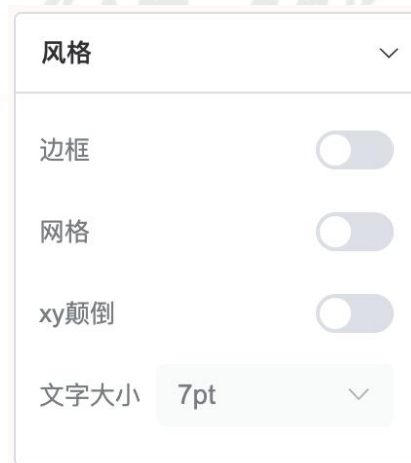 风格
边框
网格
xy颠倒
文字大小 7pt